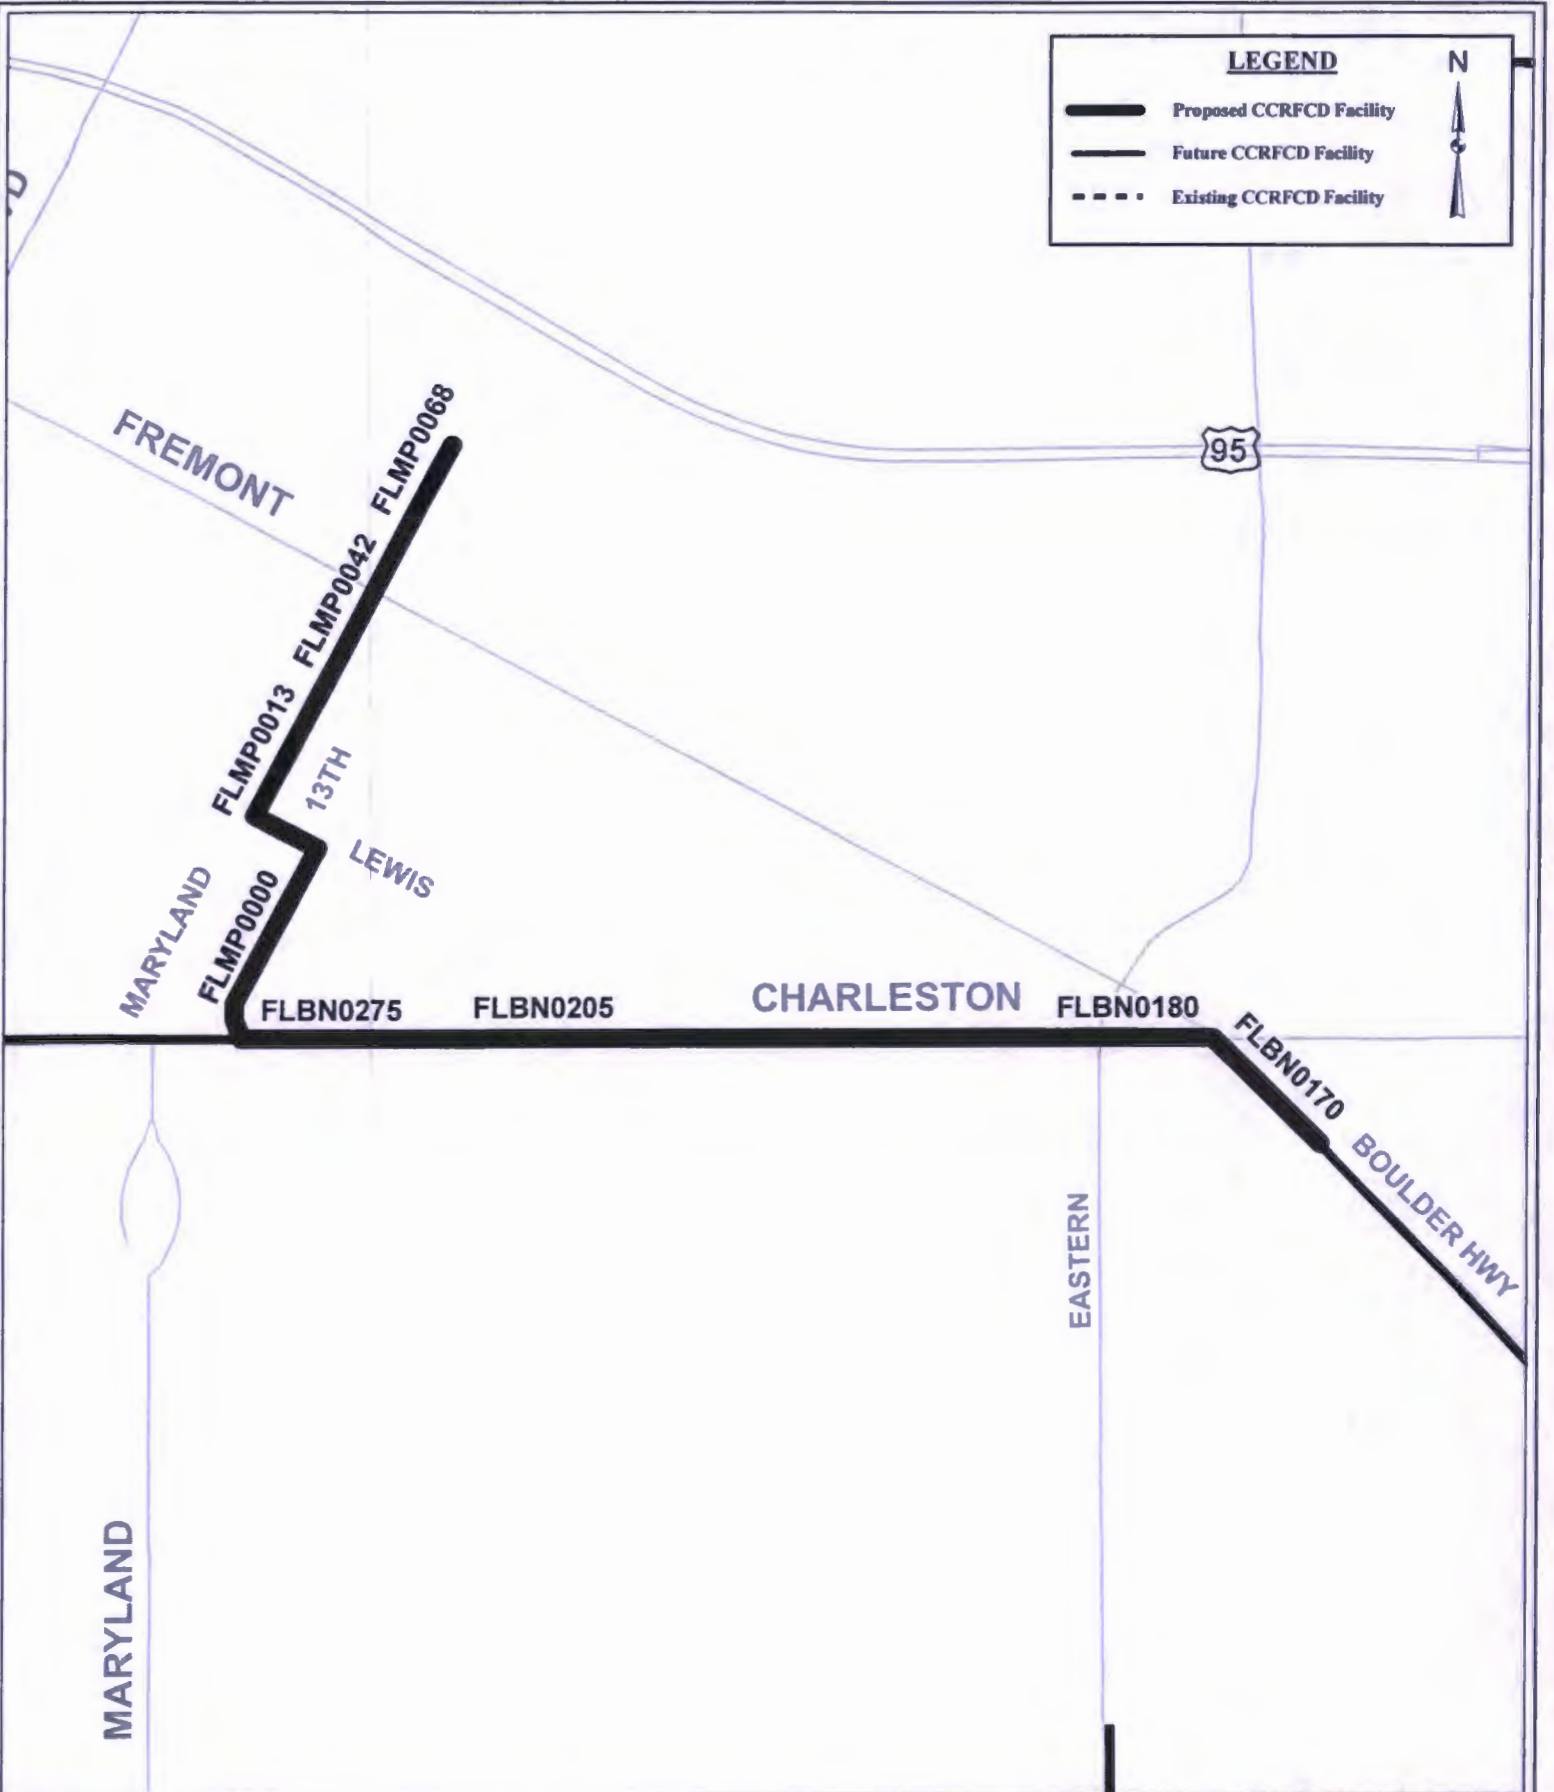 LEGEND
N
Proposed CCRFCD Facility
Future CCRFCD Facility
Existing CCRFCD Facility
FREMONT
FLMP0068
95
FLMP0042
FLMP0013
13TH
LEWIS
MARYLAND
FLMP0000
FLBN0275
FLBN0205
CHARLESTON
FLBN0180
FLBN0170
BOULDER HWY
EASTERN
MARYLAND